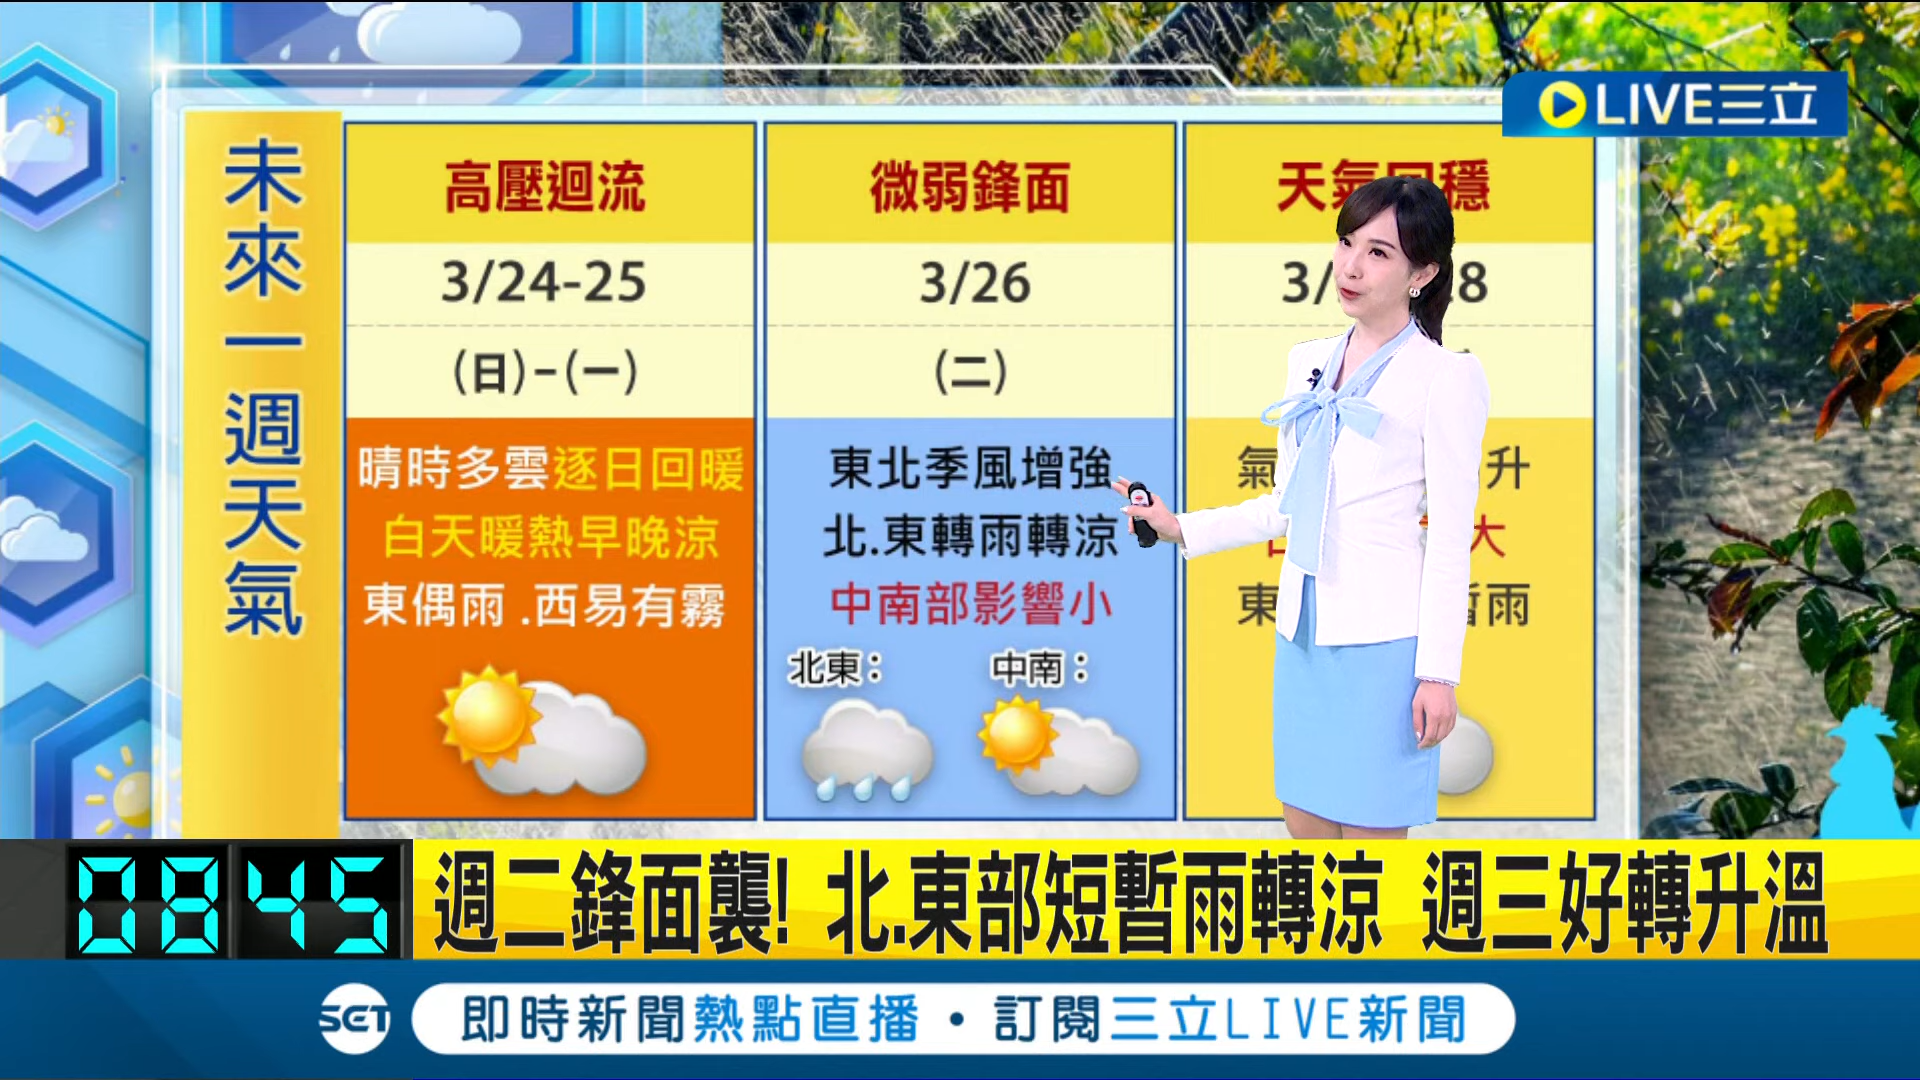 LIVE三立
未來一週天氣
高壓迴流
3/24-25
(日)-(一)
晴時多雲逐日回暖
白天暖熱早晚涼
東偶雨.西易有霧
微弱鋒面
3/26
(二)
東北季風增強
北.東轉雨轉涼
中南部影響小
北東：
中南：
天氣回穩
3/
8
氣
升
大
東
暫雨
08 45
週二鋒面襲! 北.東部短暫雨轉涼 週三好轉升溫
SET
即時新聞熱點直播・訂閱三立LIVE新聞